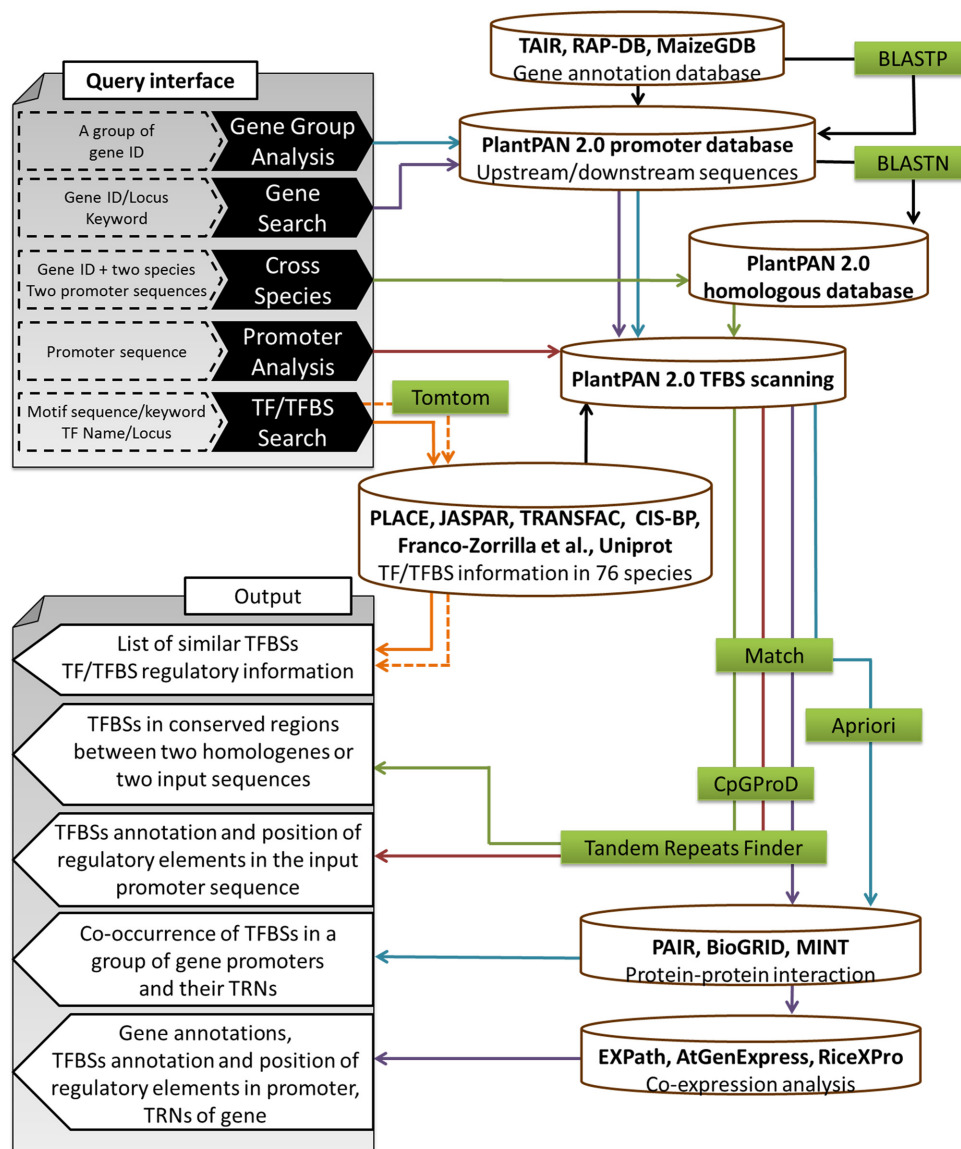 TAIR, RAP-DB, MaizeGDB
Gene annotation database
BLASTP
Query interface
A group of
gene ID
Gene Group
Analysis
PlantPAN 2.0 promoter database
Upstream/downstream sequences
BLASTN
Gene ID/Locus
Keyword
Gene
Search
Gene ID + two species
Two promoter sequences
Cross
Species
PlantPAN 2.0
homologous database
Promoter sequence
Promoter
Analysis
PlantPAN 2.0 TFBS scanning
Motif sequence/keyword
TF Name/Locus
TF/TFBS
Search
Tomtom
PLACE, JASPAR, TRANSFAC, CIS-BP,
Franco-Zorrilla et al., Uniprot
TF/TFBS information in 76 species
Output
List of similar TFBSs
TF/TFBS regulatory information
Match
TFBSs in conserved regions
between two homologenes or
two input sequences
Apriori
CpGProD
Tandem Repeats Finder
TFBSs annotation and position of
regulatory elements in the input
promoter sequence
Co-occurrence of TFBSs in a
group of gene promoters
and their TRNs
PAIR, BioGRID, MINT
Protein-protein interaction
Gene annotations,
TFBSs annotation and position of
regulatory elements in promoter,
TRNs of gene
EXPath, AtGenExpress, RiceXPro
Co-expression analysis